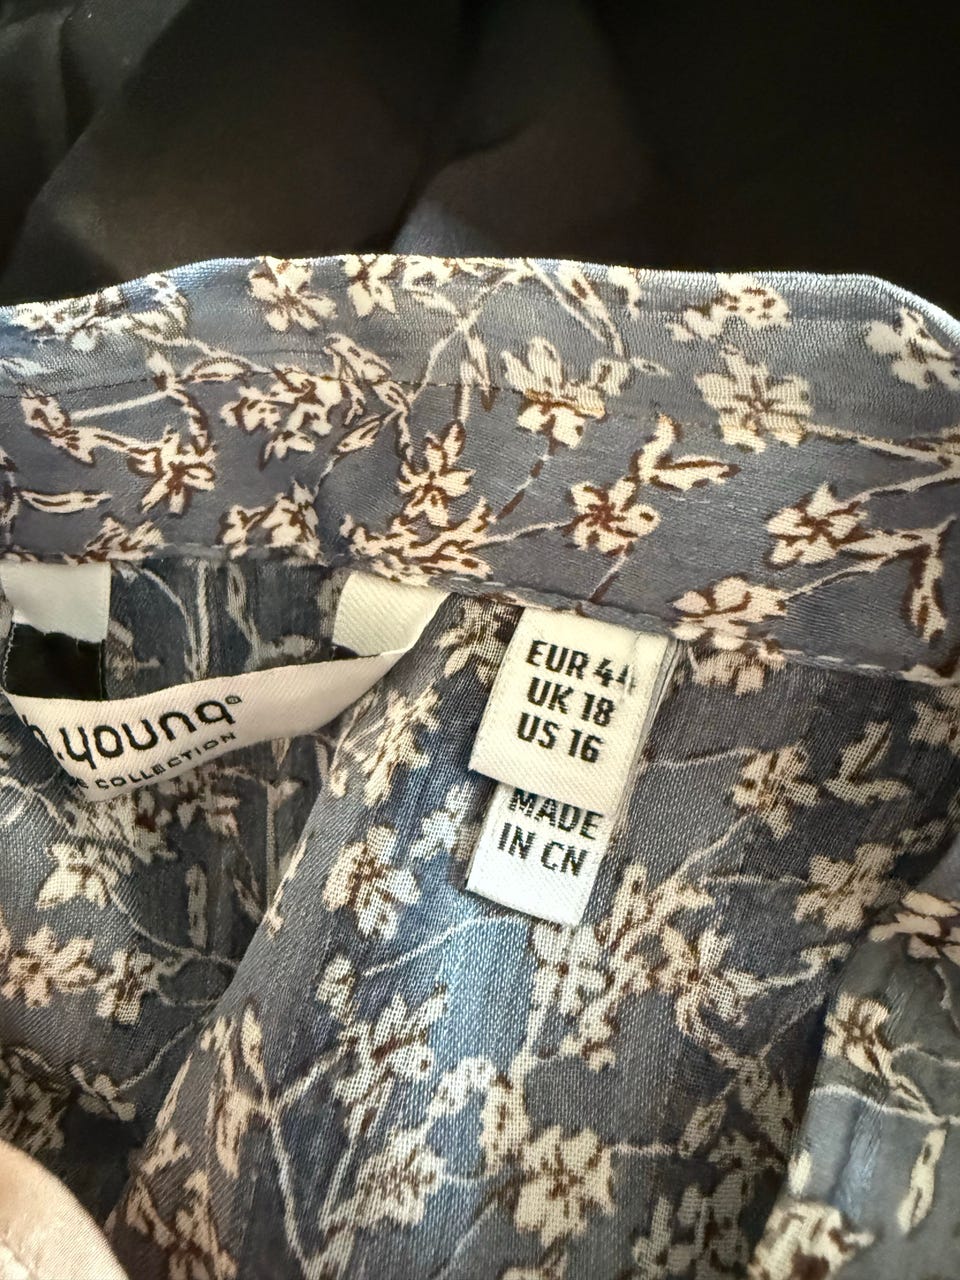 b.young®
COLLECTION
EUR 44
UK 18
US 16
MADE
IN CN